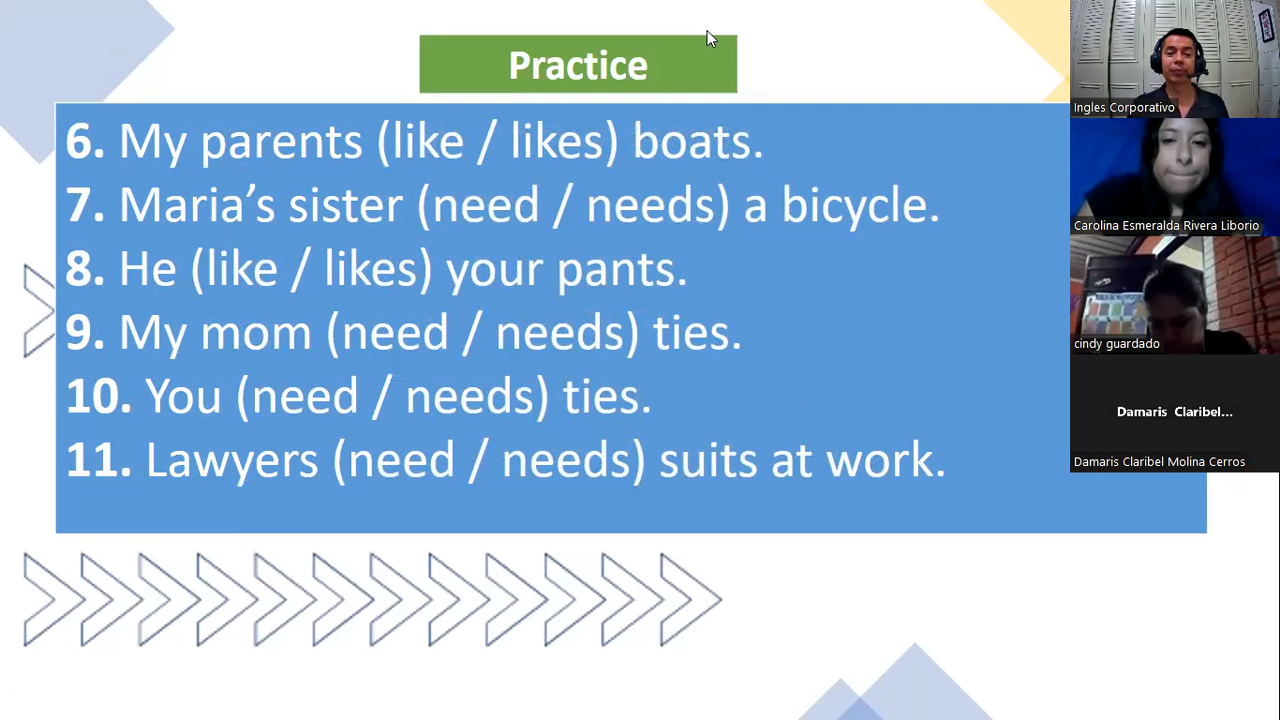 Practice
6. My parents (like / likes) boats.
7. Maria’s sister (need / needs) a bicycle.
8. He (like / likes) your pants.
9. My mom (need / needs) ties.
10. You (need / needs) ties.
11. Lawyers (need / needs) suits at work.
Ingles Corporativo
Carolina Esmeralda Rivera Liborio
cindy guardado
Damaris Claribel...
Damaris Claribel Molina Cerros